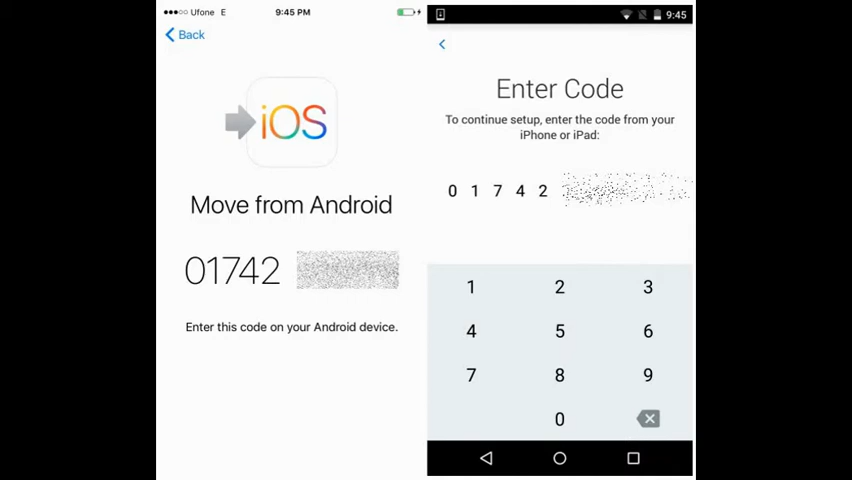 Ufone E 9:45 PM
Back
iOS
Move from Android
01742
Enter this code on your Android device.
9:45
Enter Code
To continue setup, enter the code from your
iPhone or iPad:
0 1 7 4 2
1 2 3
4 5 6
7 8 9
0